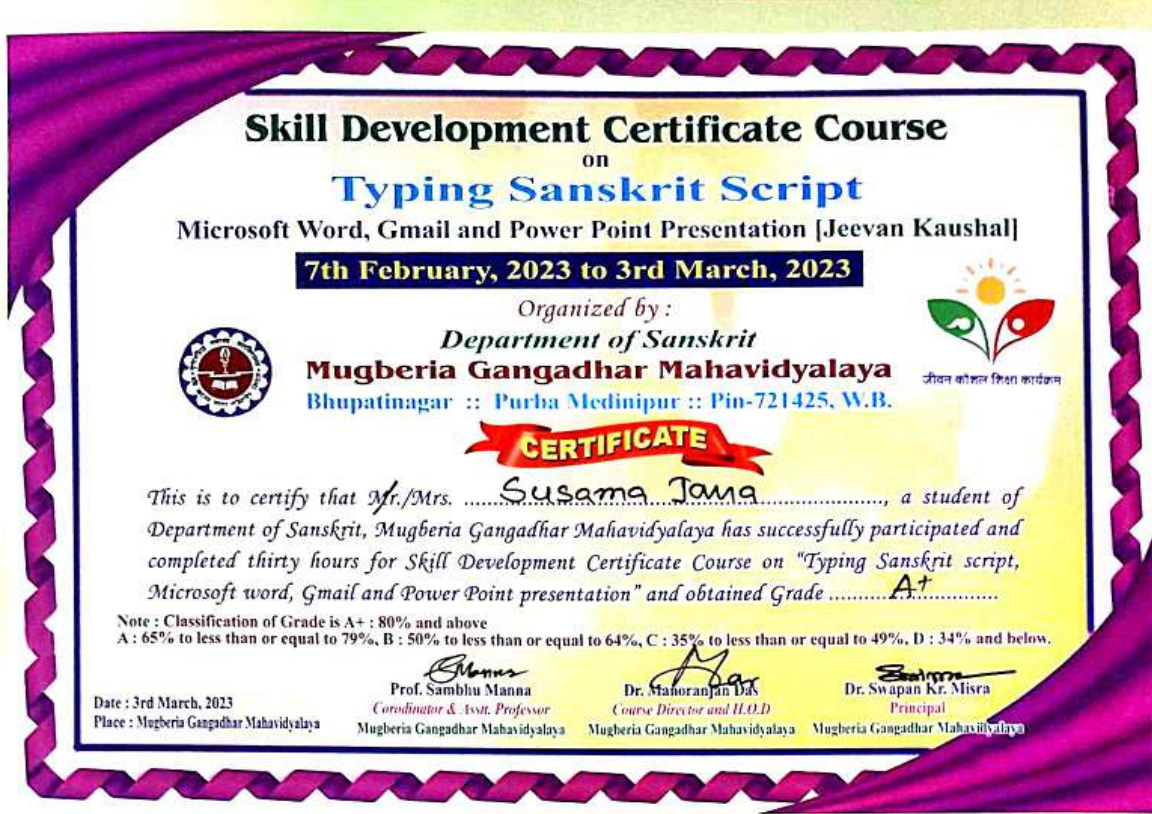 Skill Development Certificate Course
on
Typing Sanskrit Script
Microsoft Word, Gmail and Power Point Presentation [Jeevan Kaushal]
7th February, 2023 to 3rd March, 2023
Organized by :
Department of Sanskrit
Mugberia Gangadhar Mahavidyalaya
Bhupatinagar :: Purba Medinipur :: Pin-721425, W.B.
जीवन कौशल शिक्षा कार्यक्रम
CERTIFICATE
This is to certify that Mr./Mrs. Susama Jana, a student of
Department of Sanskrit, Mugberia Gangadhar Mahavidyalaya has successfully participated and
completed thirty hours for Skill Development Certificate Course on "Typing Sanskrit script,
Microsoft word, Gmail and Power Point presentation" and obtained Grade A+
Note : Classification of Grade is A+ : 80% and above
A : 65% to less than or equal to 79%, B : 50% to less than or equal to 64%, C : 35% to less than or equal to 49%, D : 34% and below.
Date : 3rd March, 2023
Place : Mugberia Gangadhar Mahavidyalaya
SManna
Prof. Sambhu Manna
Corodinator & Asstt. Professor
Mugberia Gangadhar Mahavidyalaya
Dr. Manoranjan Das
Course Director and H.O.D
Mugberia Gangadhar Mahavidyalaya
Dr. Swapan Kr. Misra
Principal
Mugberia Gangadhar Mahavidyalaya